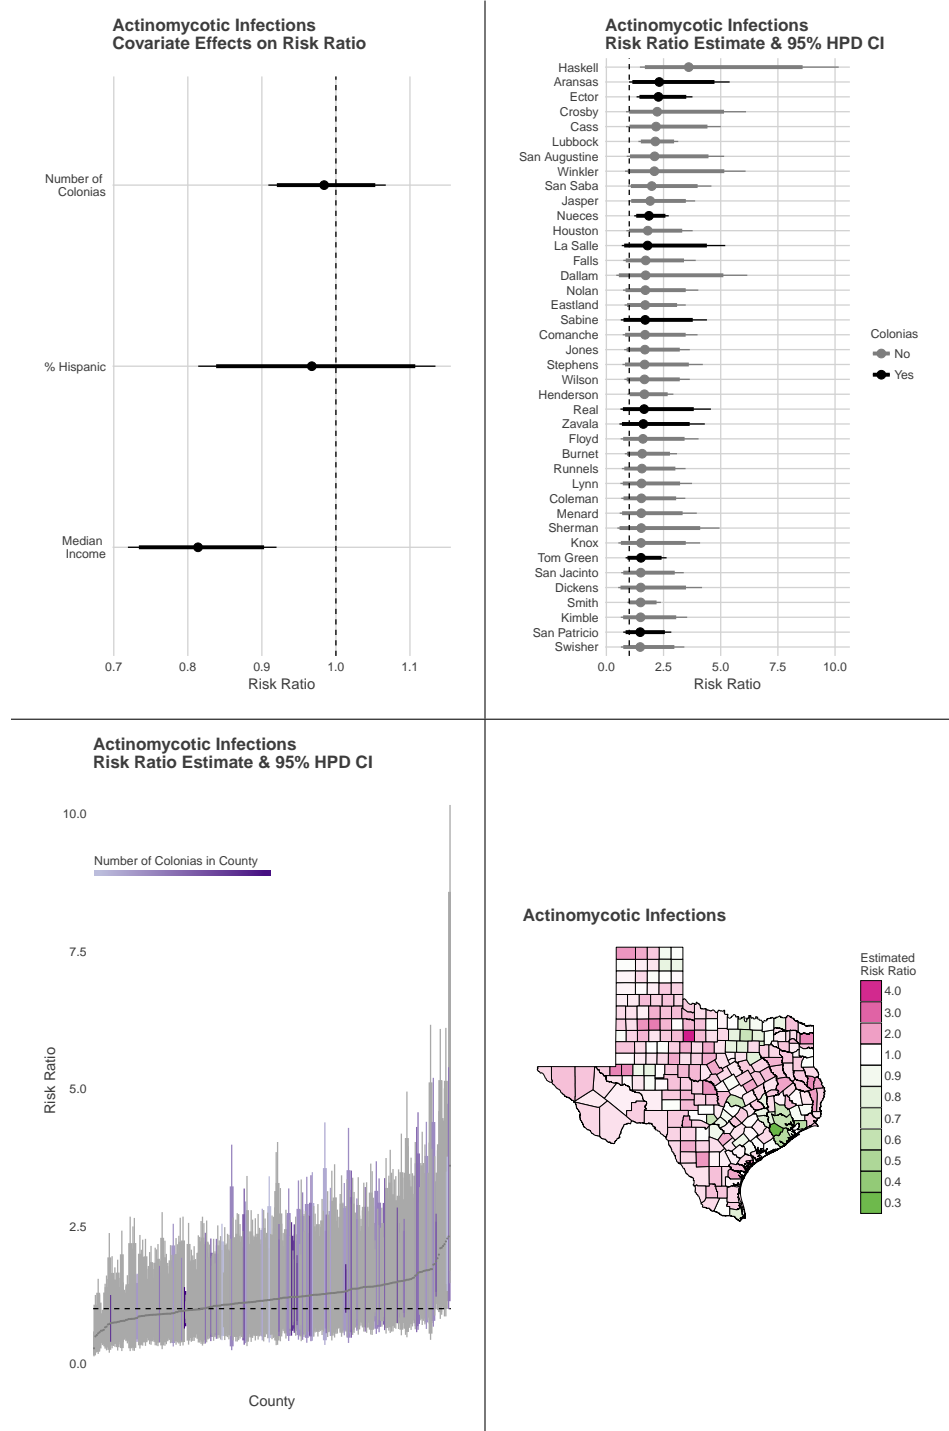 Actinomycotic Infections
Covariate Effects on Risk Ratio
Number of
Colonias
% Hispanic
Median
Income
0.7
0.8
0.9
1.0
1.1
Risk Ratio
Actinomycotic Infections
Risk Ratio Estimate & 95% HPD CI
Haskell
Aransas
Ector
Crosby
Cass
Lubbock
San Augustine
Winkler
San Saba
Jasper
Nueces
Houston
La Salle
Falls
Dallam
Nolan
Eastland
Sabine
Comanche
Jones
Stephens
Wilson
Henderson
Real
Zavala
Floyd
Burnet
Runnels
Lynn
Coleman
Menard
Sherman
Knox
Tom Green
San Jacinto
Dickens
Smith
Kimble
San Patricio
Swisher
0.0
2.5
5.0
7.5
10.0
Risk Ratio
Colonias
No
Yes
Actinomycotic Infections
Risk Ratio Estimate & 95% HPD CI
10.0
7.5
5.0
2.5
0.0
Risk Ratio
Number of Colonias in County
County
Actinomycotic Infections
Estimated
Risk Ratio
4.0
3.0
2.0
1.0
0.9
0.8
0.7
0.6
0.5
0.4
0.3